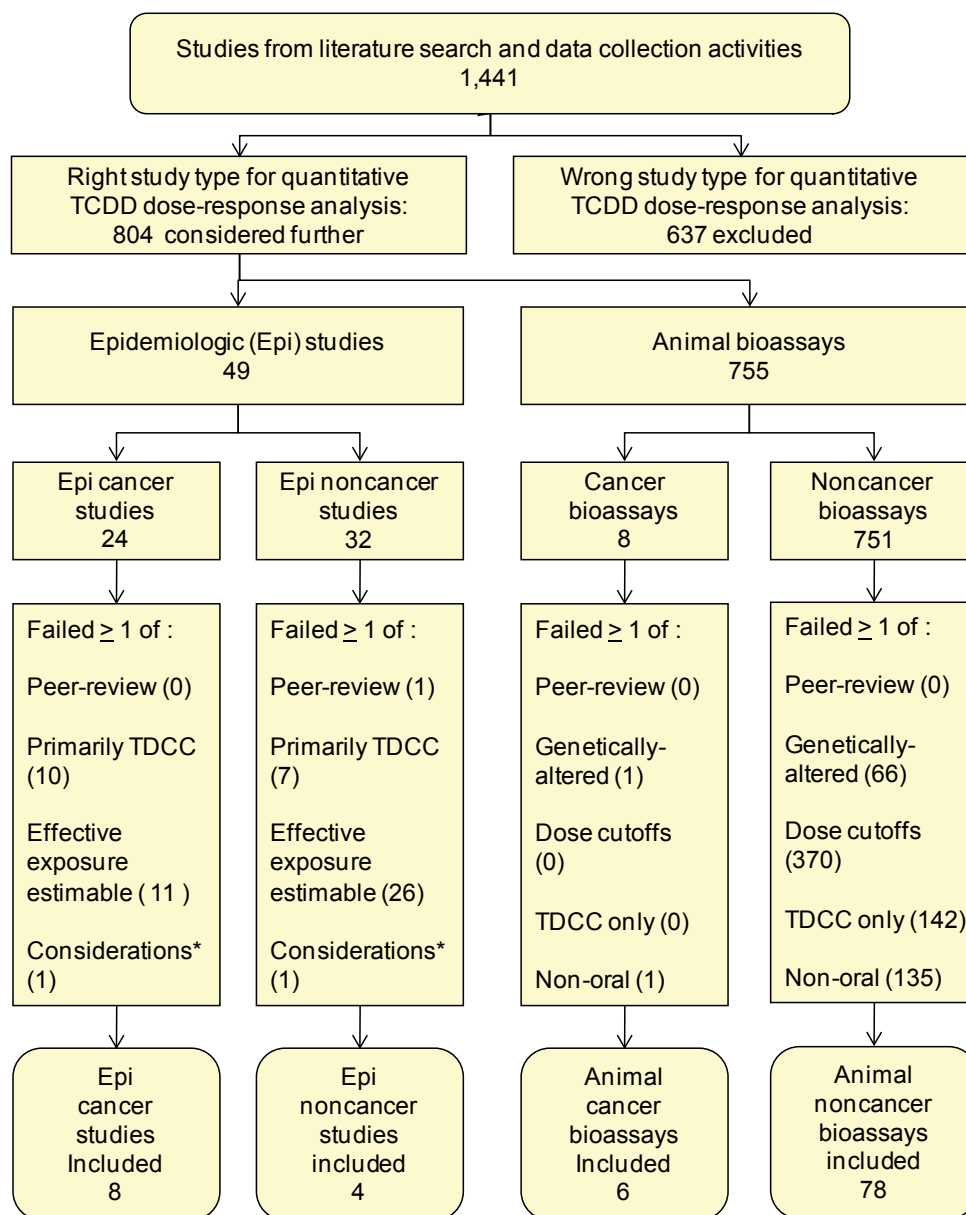 Studies from literature search and data collection activities
1,441
Right study type for quantitative
TCDD dose-response analysis:
804 considered further
Wrong study type for quantitative
TCDD dose-response analysis:
637 excluded
Epidemiologic (Epi) studies
49
Animal bioassays
755
Epi cancer
studies
24
Epi noncancer
studies
32
Cancer
bioassays
8
Noncancer
bioassays
751
Failed ≥ 1 of :
Peer-review (0)
Primarily TDCC
(10)
Effective
exposure
estimable ( 11 )
Considerations*
(1)
Failed ≥ 1 of :
Peer-review (1)
Primarily TDCC
(7)
Effective
exposure
estimable (26)
Considerations*
(1)
Failed ≥ 1 of :
Peer-review (0)
Genetically-
altered (1)
Dose cutoffs
(0)
TDCC only (0)
Non-oral (1)
Failed ≥ 1 of :
Peer-review (0)
Genetically-
altered (66)
Dose cutoffs
(370)
TDCC only (142)
Non-oral (135)
Epi
cancer
studies
Included
8
Epi
noncancer
studies
included
4
Animal
cancer
bioassays
Included
6
Animal
noncancer
bioassays
included
78